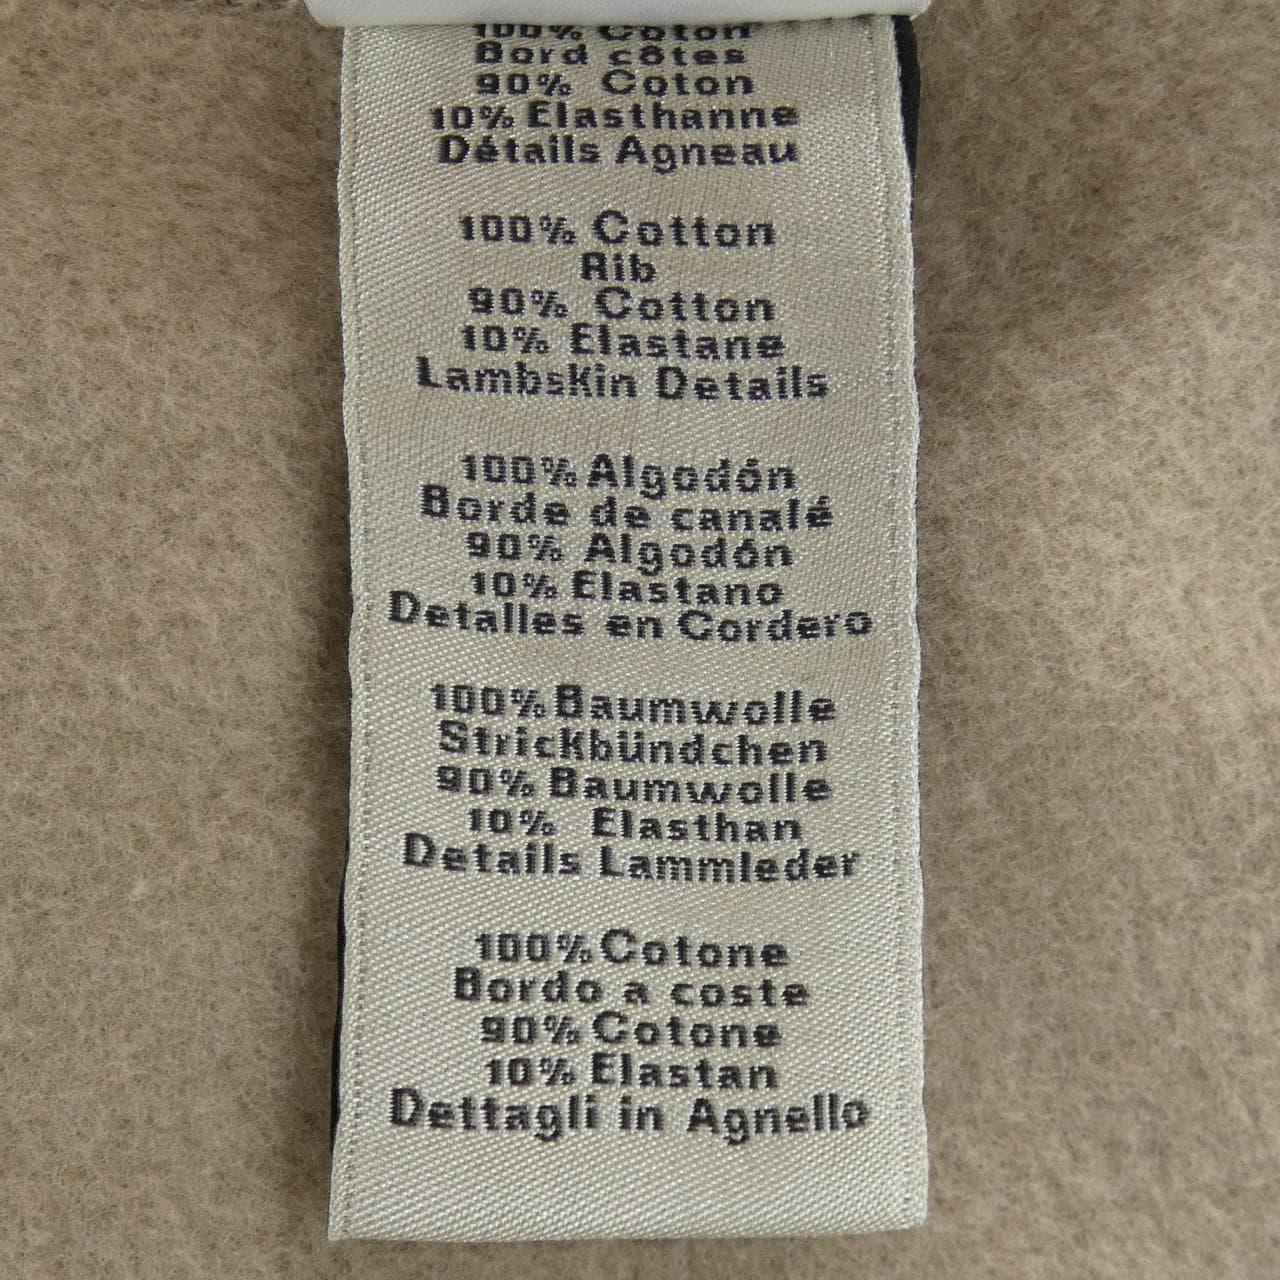 100% Coton
Bord côtes
90% Coton
10% Elasthanne
Détails Agneau
100% Cotton
Rib
90% Cotton
10% Elastane
Lambskin Details
100% Algodón
Borde de canalé
90% Algodón
10% Elastano
Detalles en Cordero
100% Baumwolle
Strickbündchen
90% Baumwolle
10% Elasthan
Details Lammleder
100% Cotone
Bordo a coste
90% Cotone
10% Elastan
Dettagli in Agnello